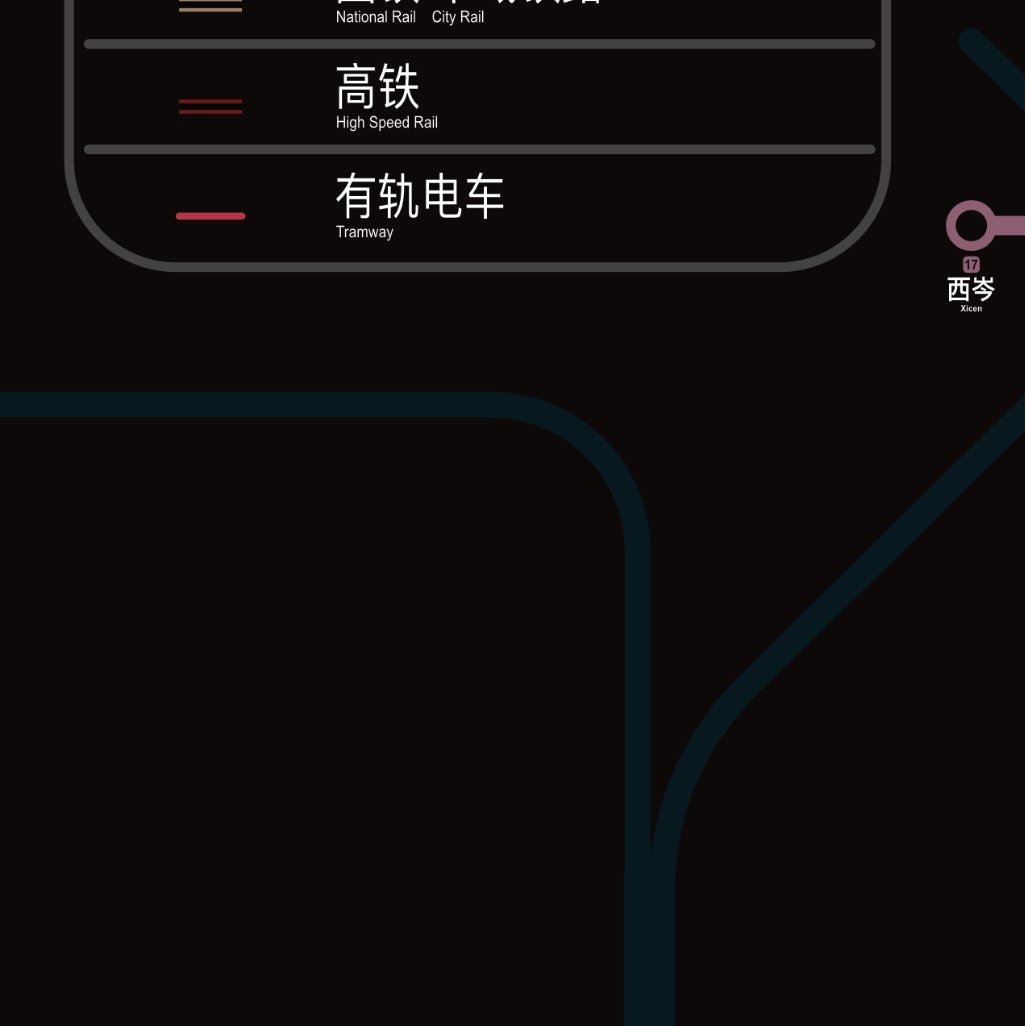 National Rail City Rail
高铁
High Speed Rail
有轨电车
Tramway
17
西岑
Xicen